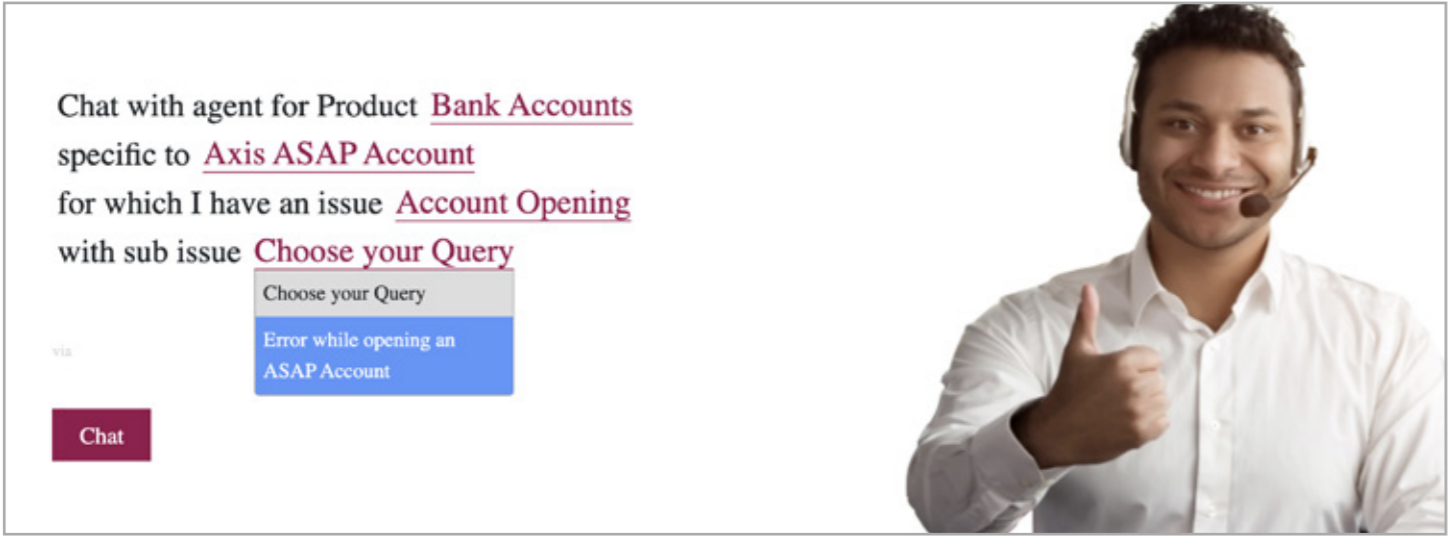 Chat with agent for Product Bank Accounts
specific to Axis ASAP Account
for which I have an issue Account Opening
with sub issue Choose your Query
Choose your Query
Error while opening an
ASAP Account
via
Chat